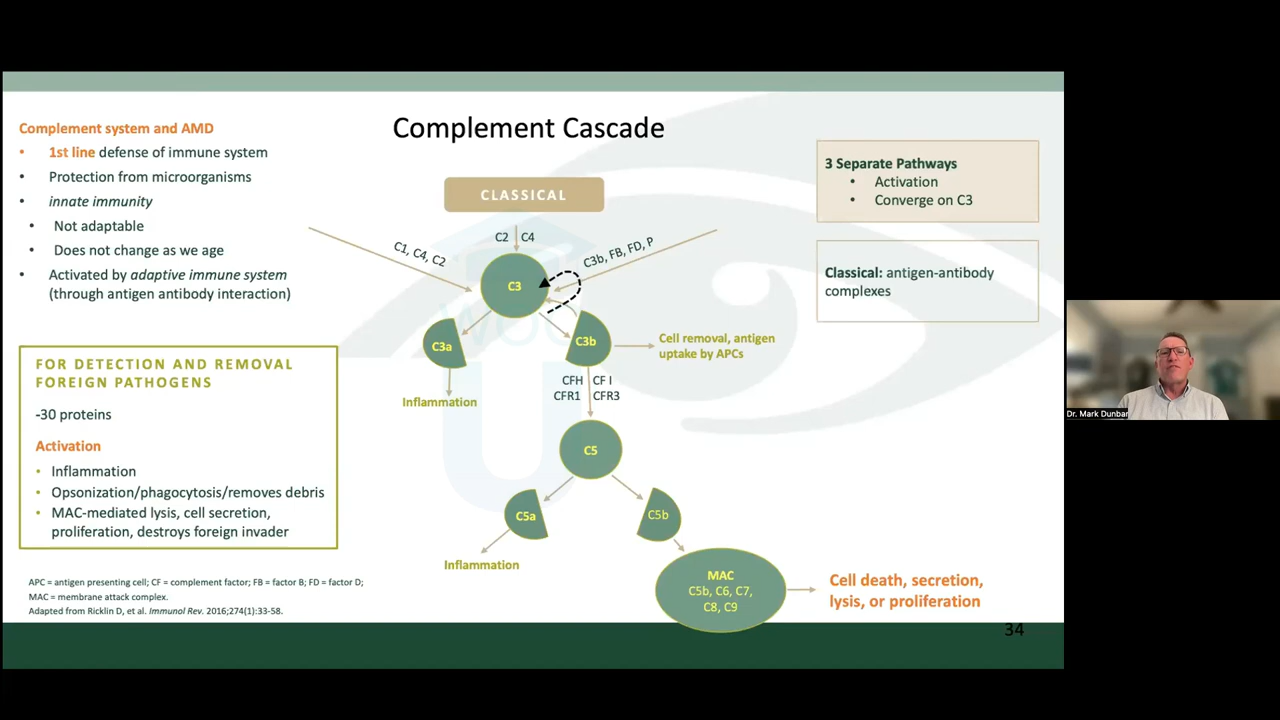 Complement Cascade
Complement system and AMD
• 1st line defense of immune system
• Protection from microorganisms
• innate immunity
• Not adaptable
• Does not change as we age
• Activated by adaptive immune system
(through antigen antibody interaction)
FOR DETECTION AND REMOVAL
FOREIGN PATHOGENS
-30 proteins
Activation
• Inflammation
• Opsonization/phagocytosis/removes debris
• MAC-mediated lysis, cell secretion,
proliferation, destroys foreign invader
APC = antigen presenting cell; CF = complement factor; FB = factor B; FD = factor D;
MAC = membrane attack complex.
Adapted from Ricklin D, et al. Immunol Rev. 2016;274(1):33-58.
CLASSICAL
C2 C4
C1, C4, C2
C3b, FB, FD, P
C3
C3a
C3b
Cell removal, antigen
uptake by APCs
Inflammation
CFH CF I
CFR1 CFR3
C5
C5a
C5b
Inflammation
MAC
C5b, C6, C7,
C8, C9
Cell death, secretion,
lysis, or proliferation
3 Separate Pathways
• Activation
• Converge on C3
Classical: antigen-antibody
complexes
34
Dr. Mark Dunbar